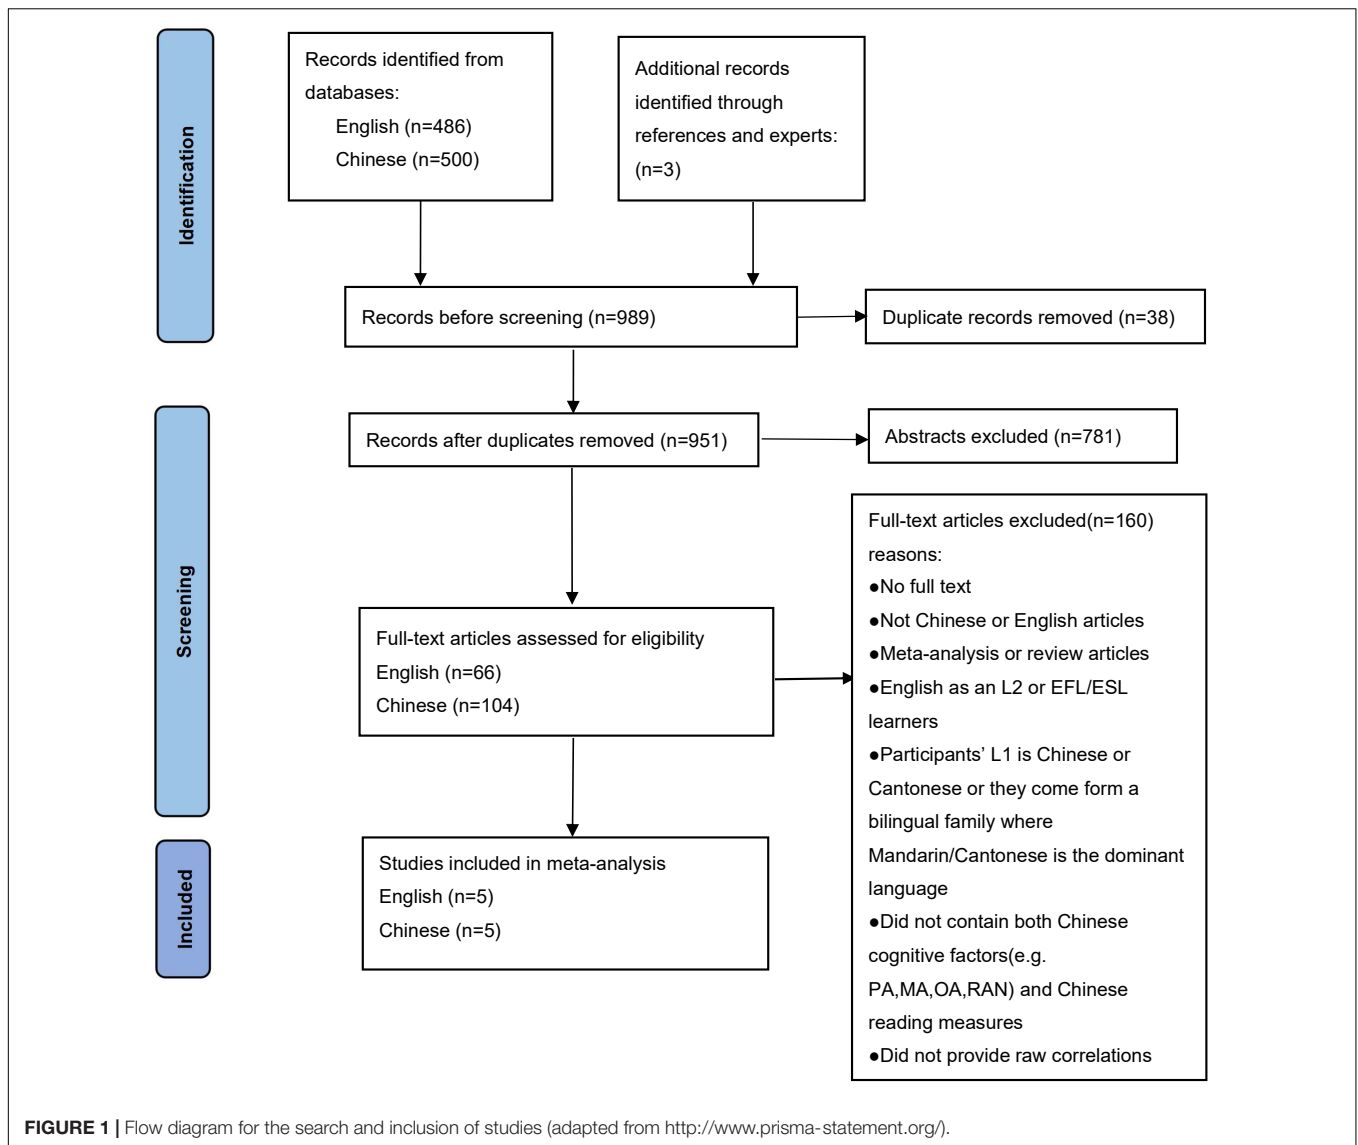 Identification
Records identified from
databases:
English (n=486)
Chinese (n=500)
Additional records
identified through
references and experts:
(n=3)
Records before screening (n=989)
Duplicate records removed (n=38)
Screening
Records after duplicates removed (n=951)
Abstracts excluded (n=781)
Full-text articles assessed for eligibility
English (n=66)
Chinese (n=104)
Full-text articles excluded(n=160)
reasons:
●No full text
●Not Chinese or English articles
●Meta-analysis or review articles
●English as an L2 or EFL/ESL
learners
●Participants’ L1 is Chinese or
Cantonese or they come form a
bilingual family where
Mandarin/Cantonese is the dominant
language
●Did not contain both Chinese
cognitive factors(e.g.
PA,MA,OA,RAN) and Chinese
reading measures
●Did not provide raw correlations
Included
Studies included in meta-analysis
English (n=5)
Chinese (n=5)
FIGURE 1 | Flow diagram for the search and inclusion of studies (adapted from http://www.prisma-statement.org/).